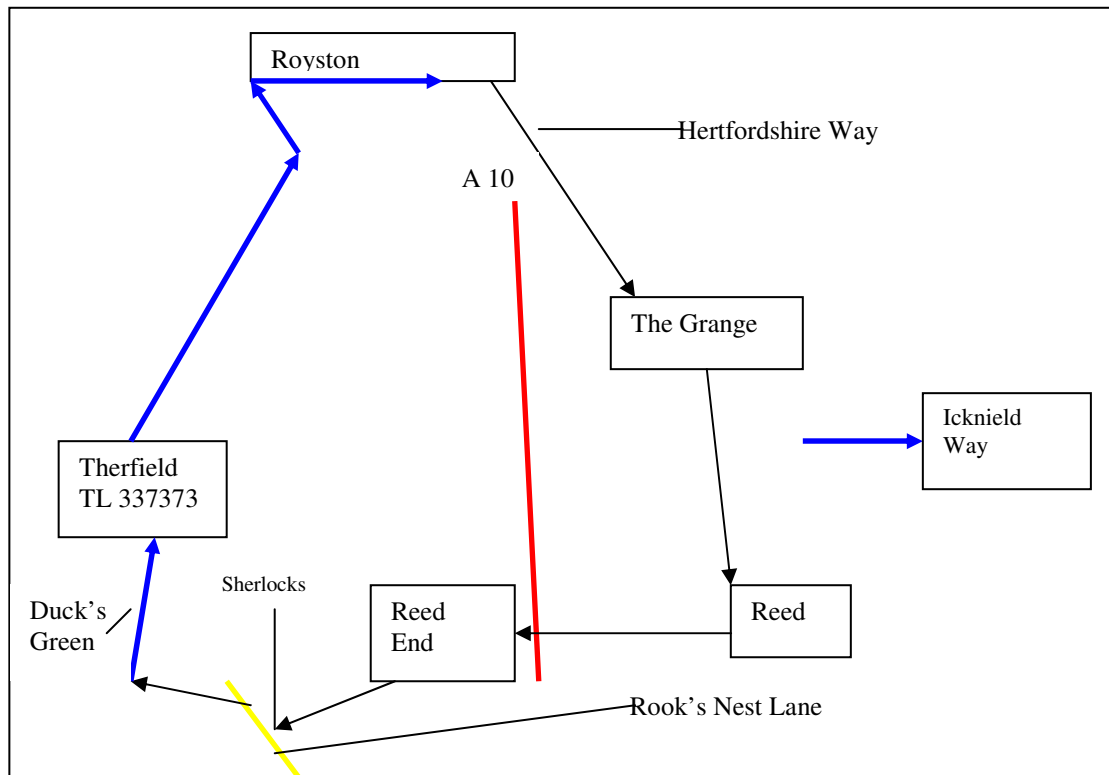 Royston
Hertfordshire Way
A 10
The Grange
Icknield
Way
Therfield
TL 337373
Sherlocks
Duck's
Green
Reed
End
Reed
Rook's Nest Lane